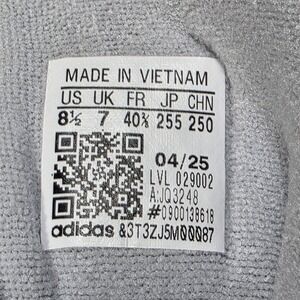 MADE IN VIETNAM
US UK FR JP CHN
8½ 7 40⅔ 255 250
04/25
LVL 029002
A:JQ3248
#0900138618
adidas &3T3ZJ5M00087